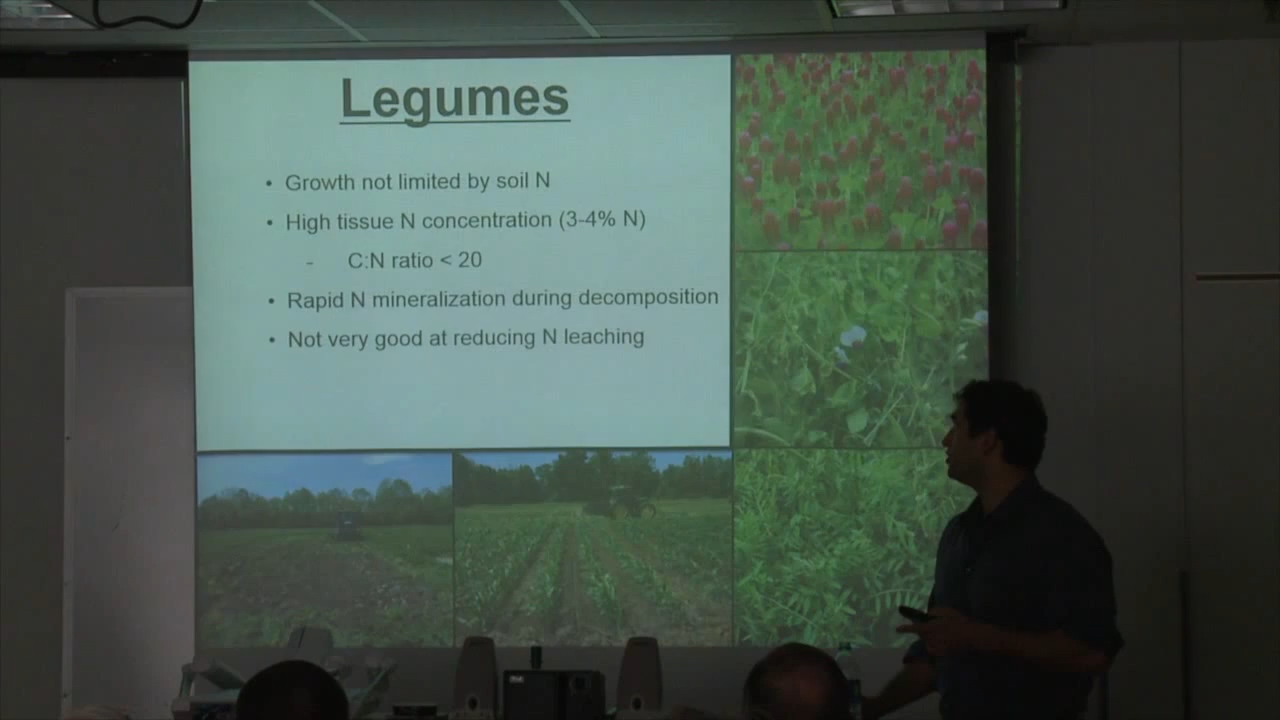 Legumes
• Growth not limited by soil N
• High tissue N concentration (3-4% N)
- C:N ratio < 20
• Rapid N mineralization during decomposition
• Not very good at reducing N leaching